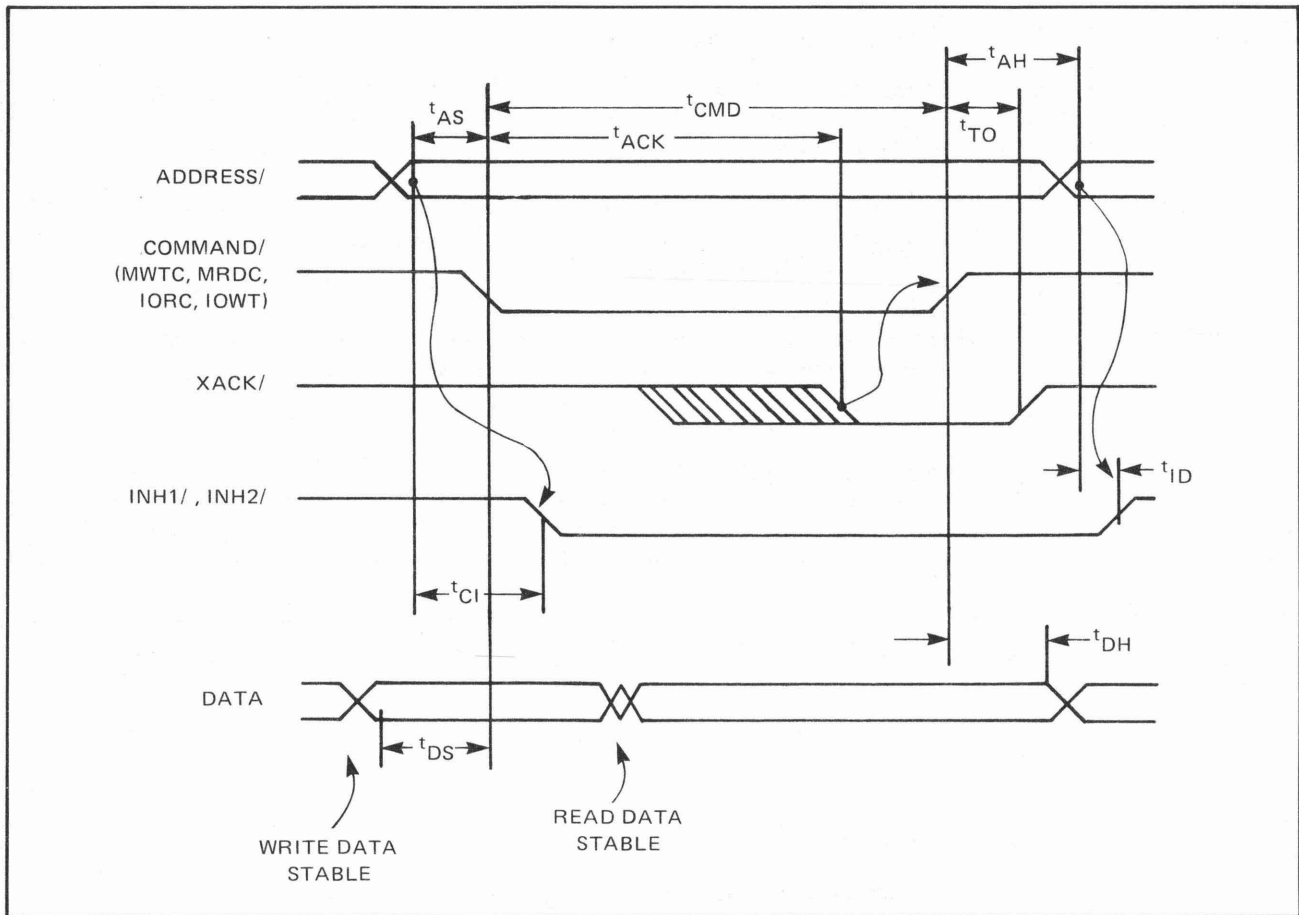 tAH
tCMD
tAS
tACK
tTO
ADDRESS/
COMMAND/
(MWTC, MRDC,
IORC, IOWT)
XACK/
tID
INH1/ , INH2/
tCI
tDH
DATA
tDS
READ DATA
STABLE
WRITE DATA
STABLE